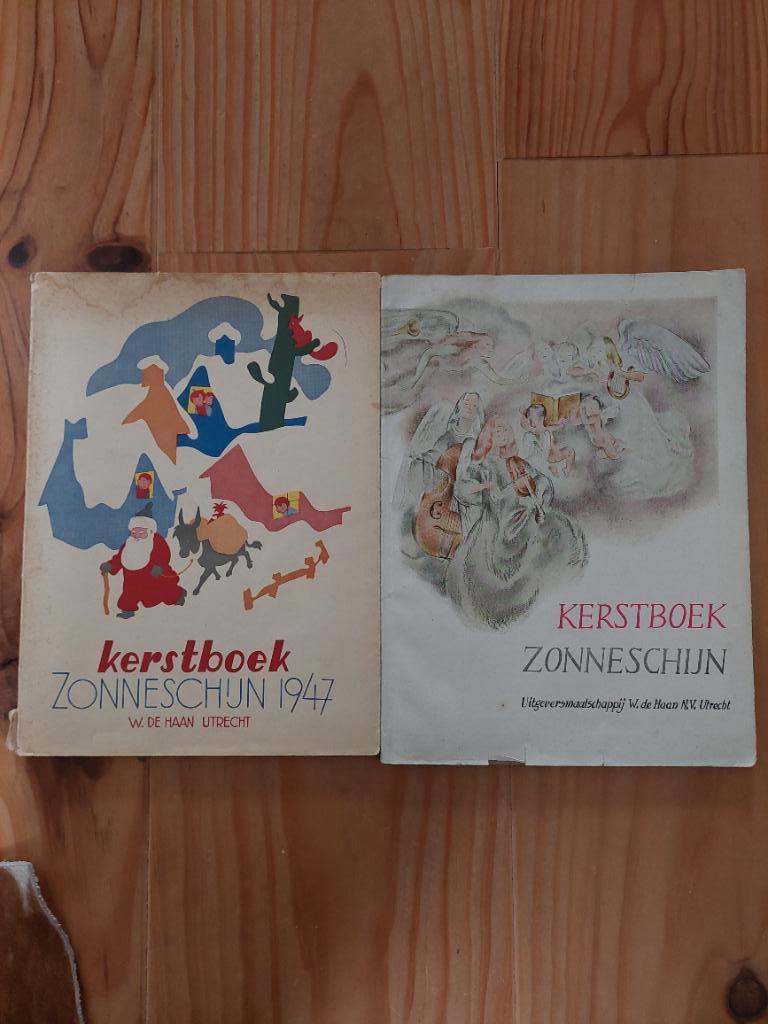 kerstboek
ZONNESCHIJN 1947
W. DE HAAN UTRECHT
KERSTBOEK
ZONNESCHIJN
Uitgeversmaatschappij W. de Haan N.V. Utrecht